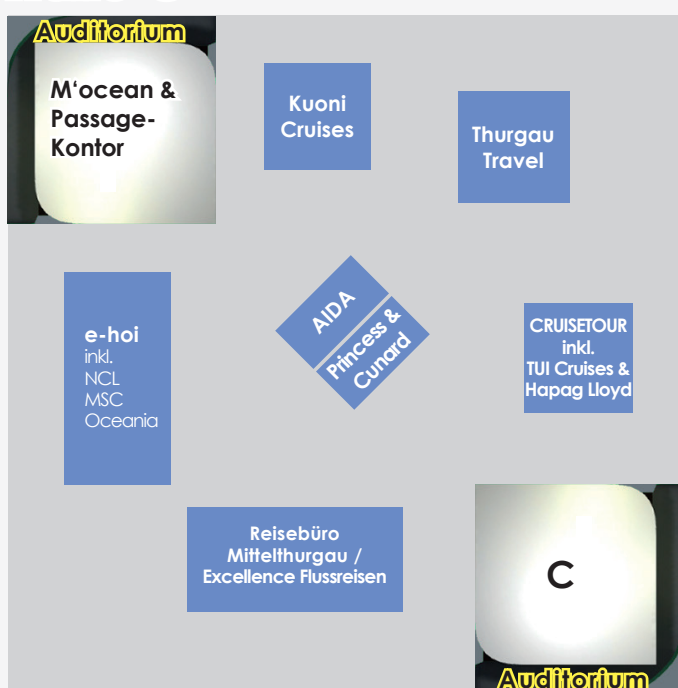 Auditorium
M‘ocean &
Passage-
Kontor
Kuoni
Cruises
Thurgau
Travel
AIDA
Princess &
Cunard
e-hoi
inkl.
NCL
MSC
Oceania
CRUISETOUR
inkl.
TUI Cruises &
Hapag Lloyd
Reisebüro
Mittelthurgau /
Excellence Flussreisen
C
Auditorium